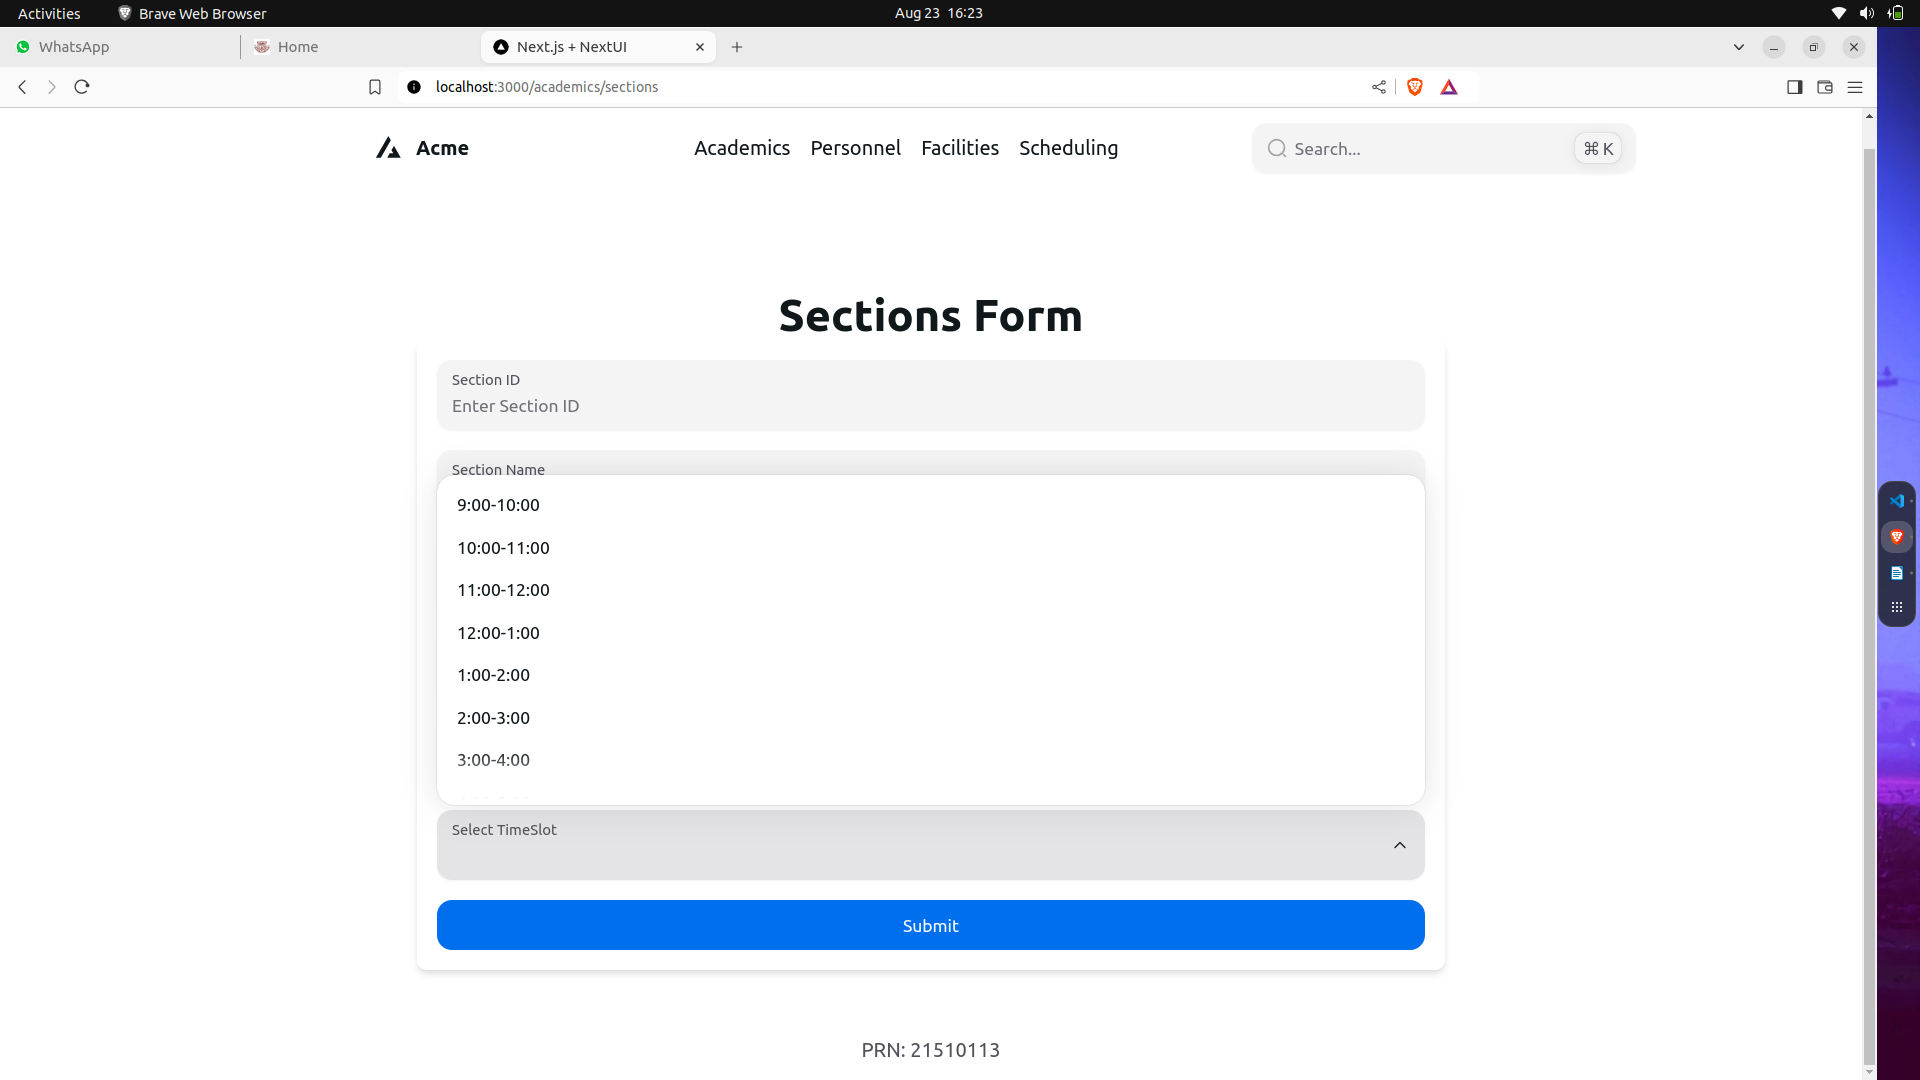 Activities
Brave Web Browser
Aug 23 16:23
WhatsApp
Home
Next.js + NextUI
localhost:3000/academics/sections
Acme
Academics
Personnel
Facilities
Scheduling
Search...
⌘ K
Sections Form
Section ID
Enter Section ID
Section Name
9:00-10:00
10:00-11:00
11:00-12:00
12:00-1:00
1:00-2:00
2:00-3:00
3:00-4:00
Select TimeSlot
Submit
PRN: 21510113